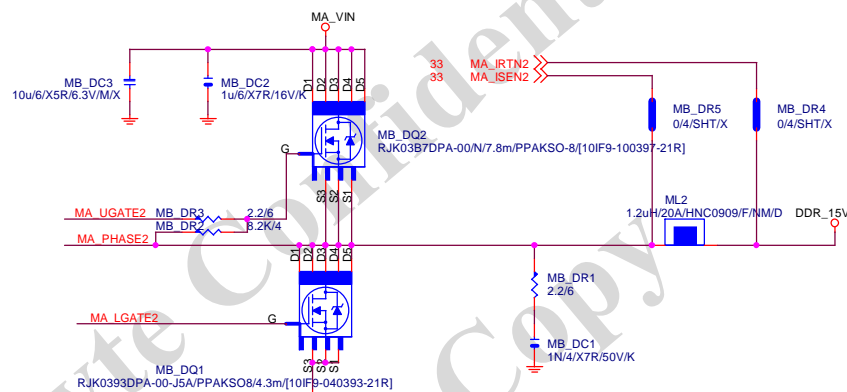 MA_VIN
D1
D2
D3
D4
D5
33 MA_IRTN2
33 MA_ISEN2
MB_DC3
10u/6/X5R/6.3V/M/X
MB_DC2
1u/6/X7R/16V/K
MB_DR5
0/4/SHT/X
MB_DR4
0/4/SHT/X
G
MB_DQ2
RJK03B7DPA-00/N/7.8m/PPAKSO-8/[10IF9-100397-21R]
S3
S2
S1
MA_UGATE2 MB_DR3 2.2/6
MB_DR2 8.2K/4
MA_PHASE2
ML2
1.2uH/20A/HNC0909/F/NM/D
DDR_15V
D1
D2
D3
D4
D5
MB_DR1
2.2/6
MA_LGATE2
G
MB_DC1
1N/4/X7R/50V/K
S3
S2
S1
MB_DQ1
RJK0393DPA-00-J5A/PPAKSO8/4.3m/[10IF9-040393-21R]
Confident
Copy